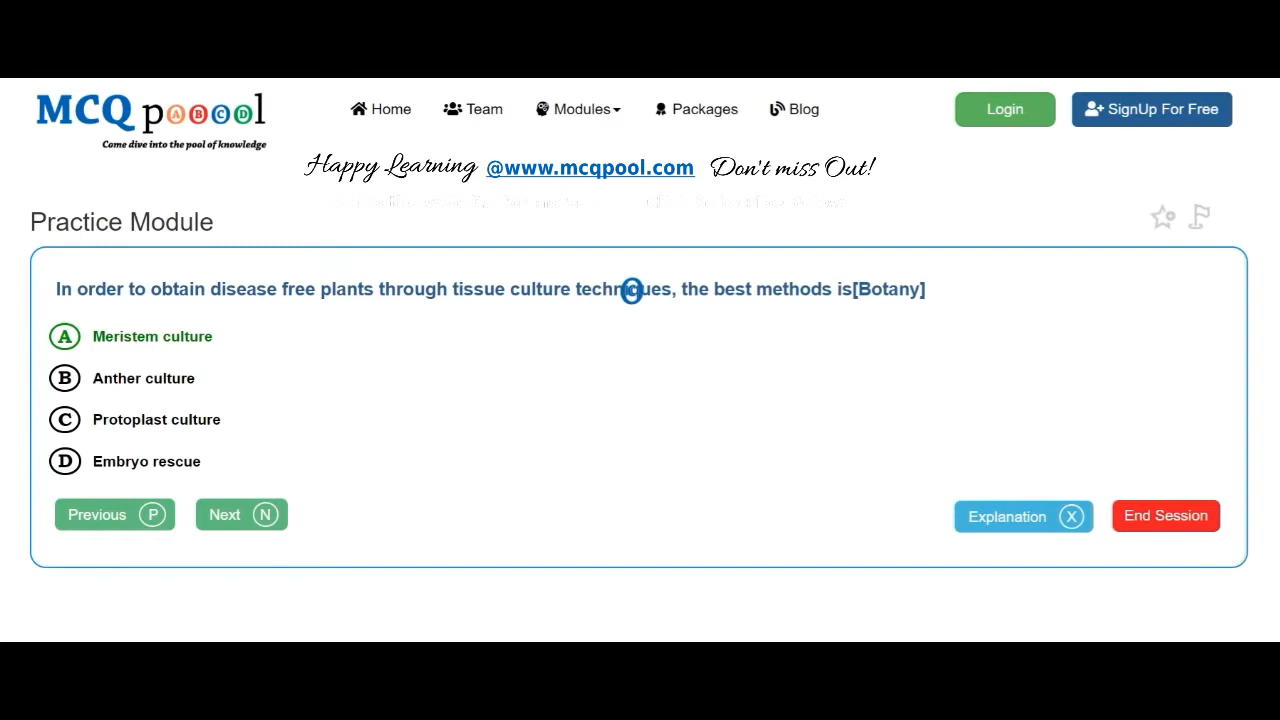 MCQ pooool
A B C D
Come dive into the pool of knowledge
Home Team Modules Packages Blog Login SignUp For Free
Happy Learning @www.mcqpool.com Don't miss Out!
Practice Module
In order to obtain disease free plants through tissue culture techniques, the best methods is[Botany]
A Meristem culture
B Anther culture
C Protoplast culture
D Embryo rescue
Previous P Next N Explanation X End Session